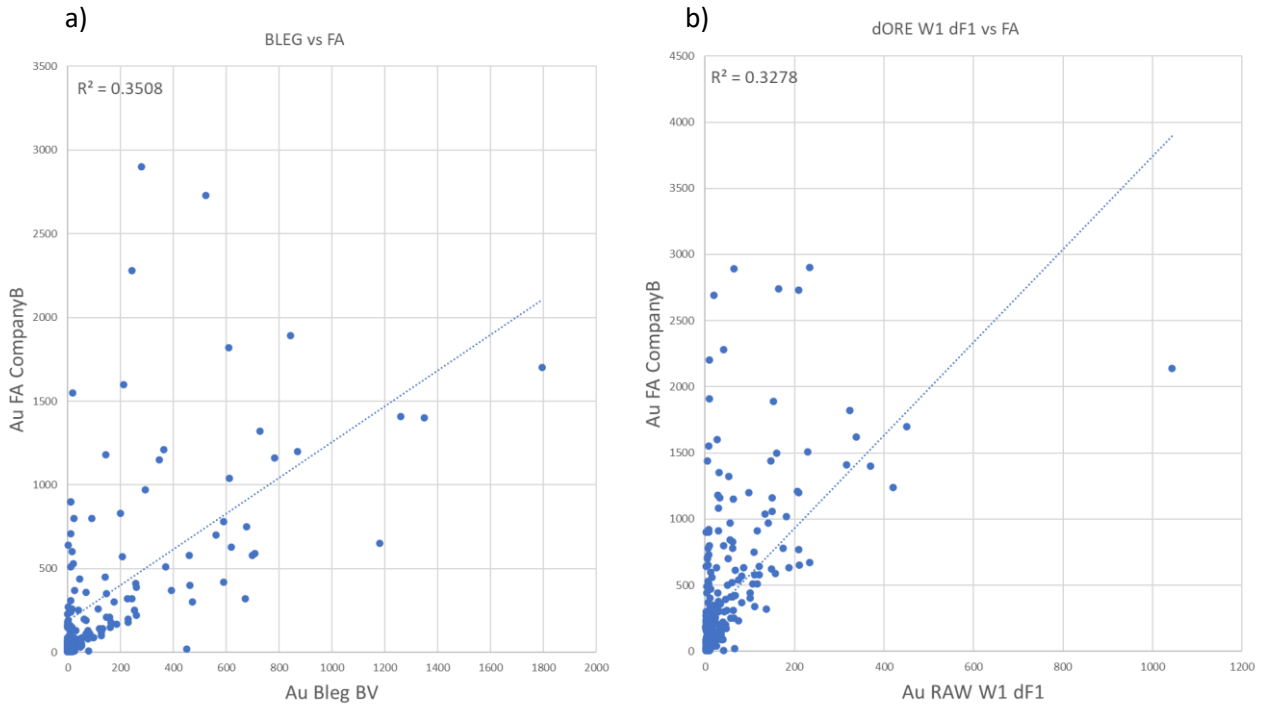 a)
BLEG vs FA
R² = 0.3508
3500
3000
2500
2000
1500
1000
500
0
Au FA CompanyB
0 200 400 600 800 1000 1200 1400 1600 1800 2000
Au Bleg BV
b)
dORE W1 dF1 vs FA
R² = 0.3278
4500
4000
3500
3000
2500
2000
1500
1000
500
0
Au FA CompanyB
0 200 400 600 800 1000 1200
Au RAW W1 dF1